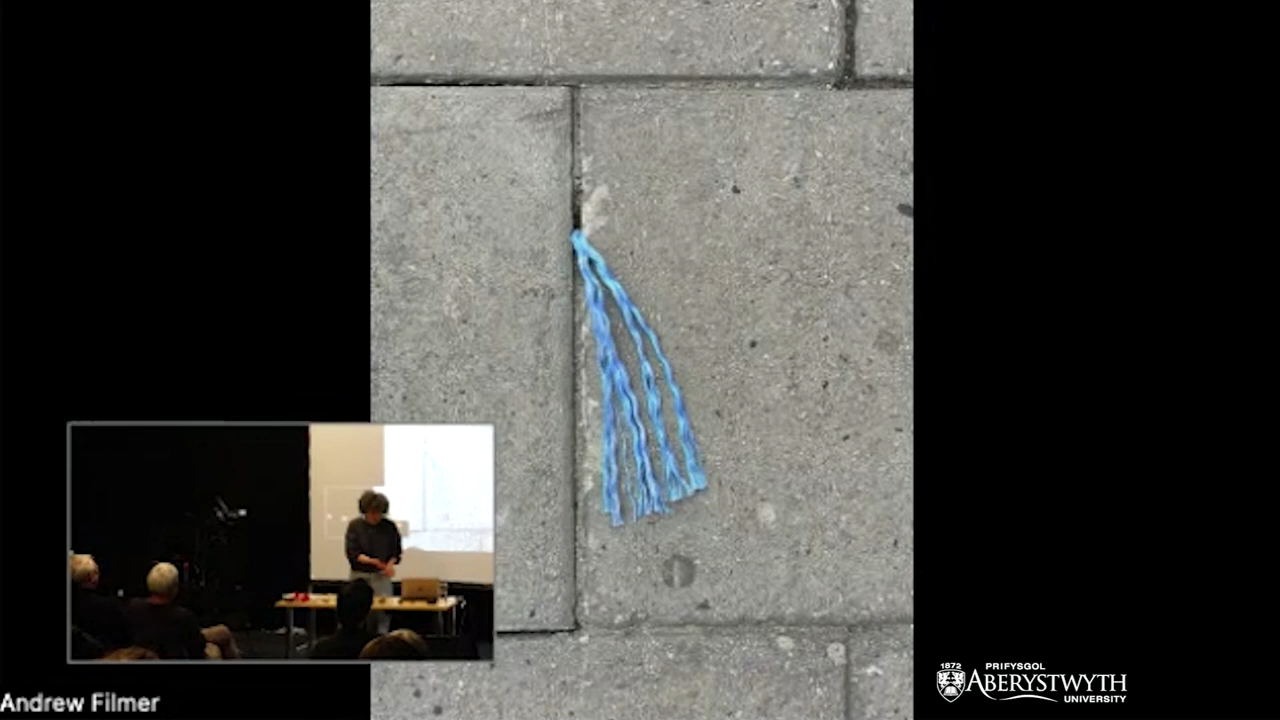 Andrew Filmer
1872
PRIFYSGOL
ABERYSTWYTH
UNIVERSITY